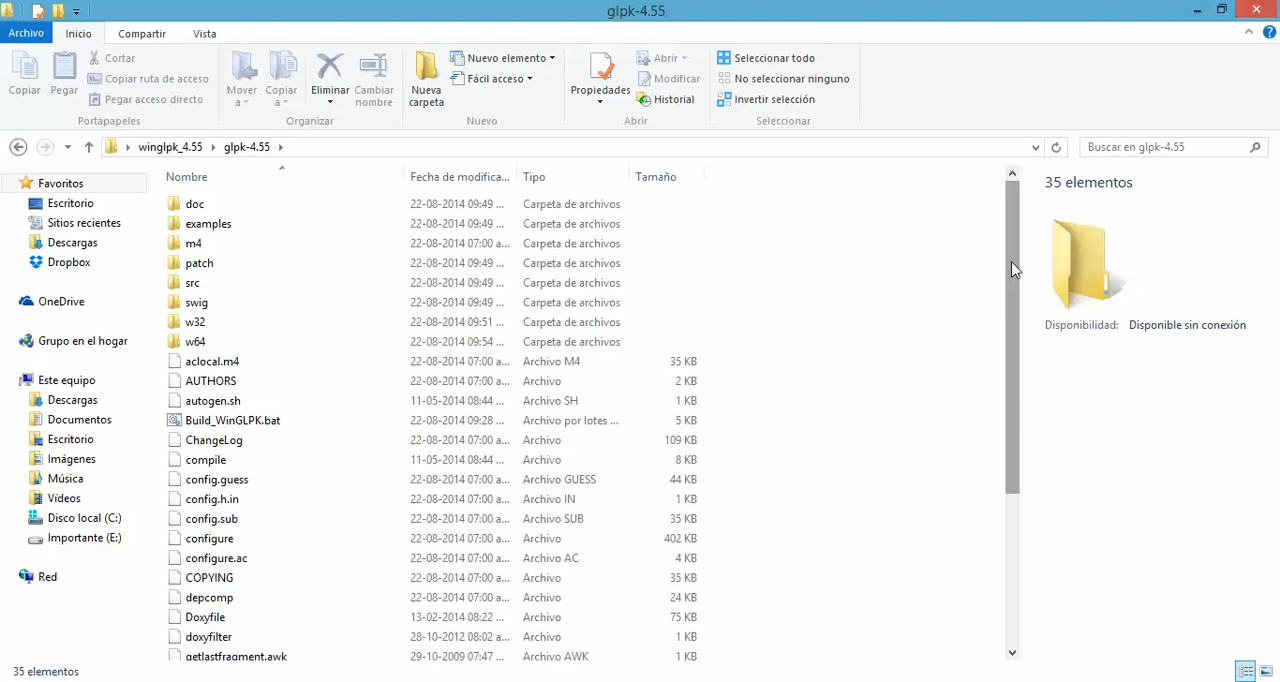 glpk-4.55
Archivo Inicio Compartir Vista
Copiar
Pegar
Cortar
Copiar ruta de acceso
Pegar acceso directo
Portapapeles
Mover a
Copiar a
Eliminar
Cambiar nombre
Organizar
Nueva carpeta
Nuevo elemento
Fácil acceso
Nuevo
Propiedades
Abrir
Modificar
Historial
Abrir
Seleccionar todo
No seleccionar ninguno
Invertir selección
Seleccionar
winglpk_4.55 glpk-4.55
Buscar en glpk-4.55
Favoritos
Escritorio
Sitios recientes
Descargas
Dropbox
OneDrive
Grupo en el hogar
Este equipo
Descargas
Documentos
Escritorio
Imágenes
Música
Vídeos
Disco local (C:)
Importante (E:)
Red
Nombre Fecha de modifica... Tipo Tamaño
doc 22-08-2014 09:49 ... Carpeta de archivos
examples 22-08-2014 09:49 ... Carpeta de archivos
m4 22-08-2014 07:00 a... Carpeta de archivos
patch 22-08-2014 09:49 ... Carpeta de archivos
src 22-08-2014 09:49 ... Carpeta de archivos
swig 22-08-2014 09:49 ... Carpeta de archivos
w32 22-08-2014 09:51 ... Carpeta de archivos
w64 22-08-2014 09:54 ... Carpeta de archivos
aclocal.m4 22-08-2014 07:00 a... Archivo M4 35 KB
AUTHORS 22-08-2014 07:00 a... Archivo 2 KB
autogen.sh 11-05-2014 08:44 ... Archivo SH 1 KB
Build_WinGLPK.bat 22-08-2014 09:28 ... Archivo por lotes ... 5 KB
ChangeLog 22-08-2014 07:00 a... Archivo 109 KB
compile 11-05-2014 08:44 ... Archivo 8 KB
config.guess 22-08-2014 07:00 a... Archivo GUESS 44 KB
config.h.in 22-08-2014 07:00 a... Archivo IN 1 KB
config.sub 22-08-2014 07:00 a... Archivo SUB 35 KB
configure 22-08-2014 07:00 a... Archivo 402 KB
configure.ac 22-08-2014 07:00 a... Archivo AC 4 KB
COPYING 22-08-2014 07:00 a... Archivo 35 KB
depcomp 22-08-2014 07:00 a... Archivo 24 KB
Doxyfile 13-02-2014 08:22 ... Archivo 75 KB
doxyfilter 28-10-2012 08:02 a... Archivo 1 KB
getlastfragment.awk 29-10-2009 07:47 ... Archivo AWK 1 KB
35 elementos
Disponibilidad: Disponible sin conexión
35 elementos